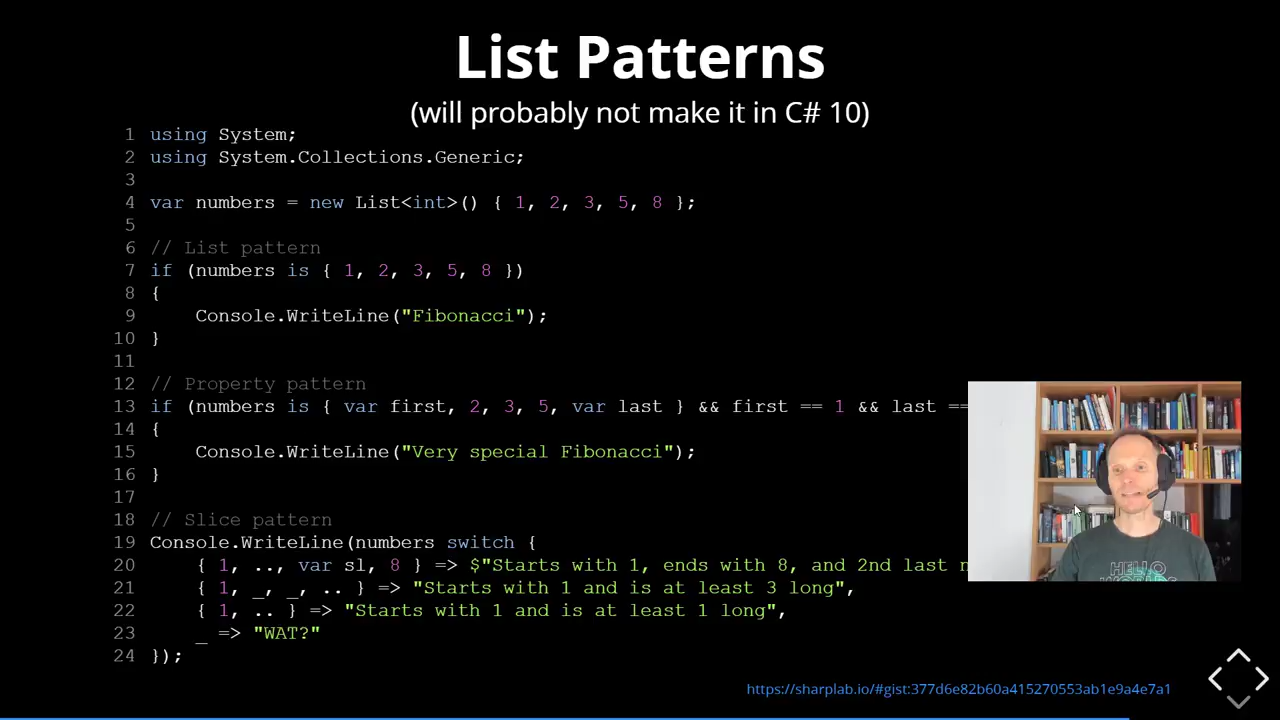 List Patterns
(will probably not make it in C# 10)
1 using System;
2 using System.Collections.Generic;
3
4 var numbers = new List<int>() { 1, 2, 3, 5, 8 };
5
6 // List pattern
7 if (numbers is { 1, 2, 3, 5, 8 })
8 {
9     Console.WriteLine("Fibonacci");
10 }
11
12 // Property pattern
13 if (numbers is { var first, 2, 3, 5, var last } && first == 1 && last ==
14 {
15     Console.WriteLine("Very special Fibonacci");
16 }
17
18 // Slice pattern
19 Console.WriteLine(numbers switch {
20     { 1, .., var sl, 8 } => $"Starts with 1, ends with 8, and 2nd last n
21     { 1, _, _, .. } => "Starts with 1 and is at least 3 long",
22     { 1, .. } => "Starts with 1 and is at least 1 long",
23     _ => "WAT?"
24 });
HELLO
https://sharplab.io/#gist:377d6e82b60a415270553ab1e9a4e7a1